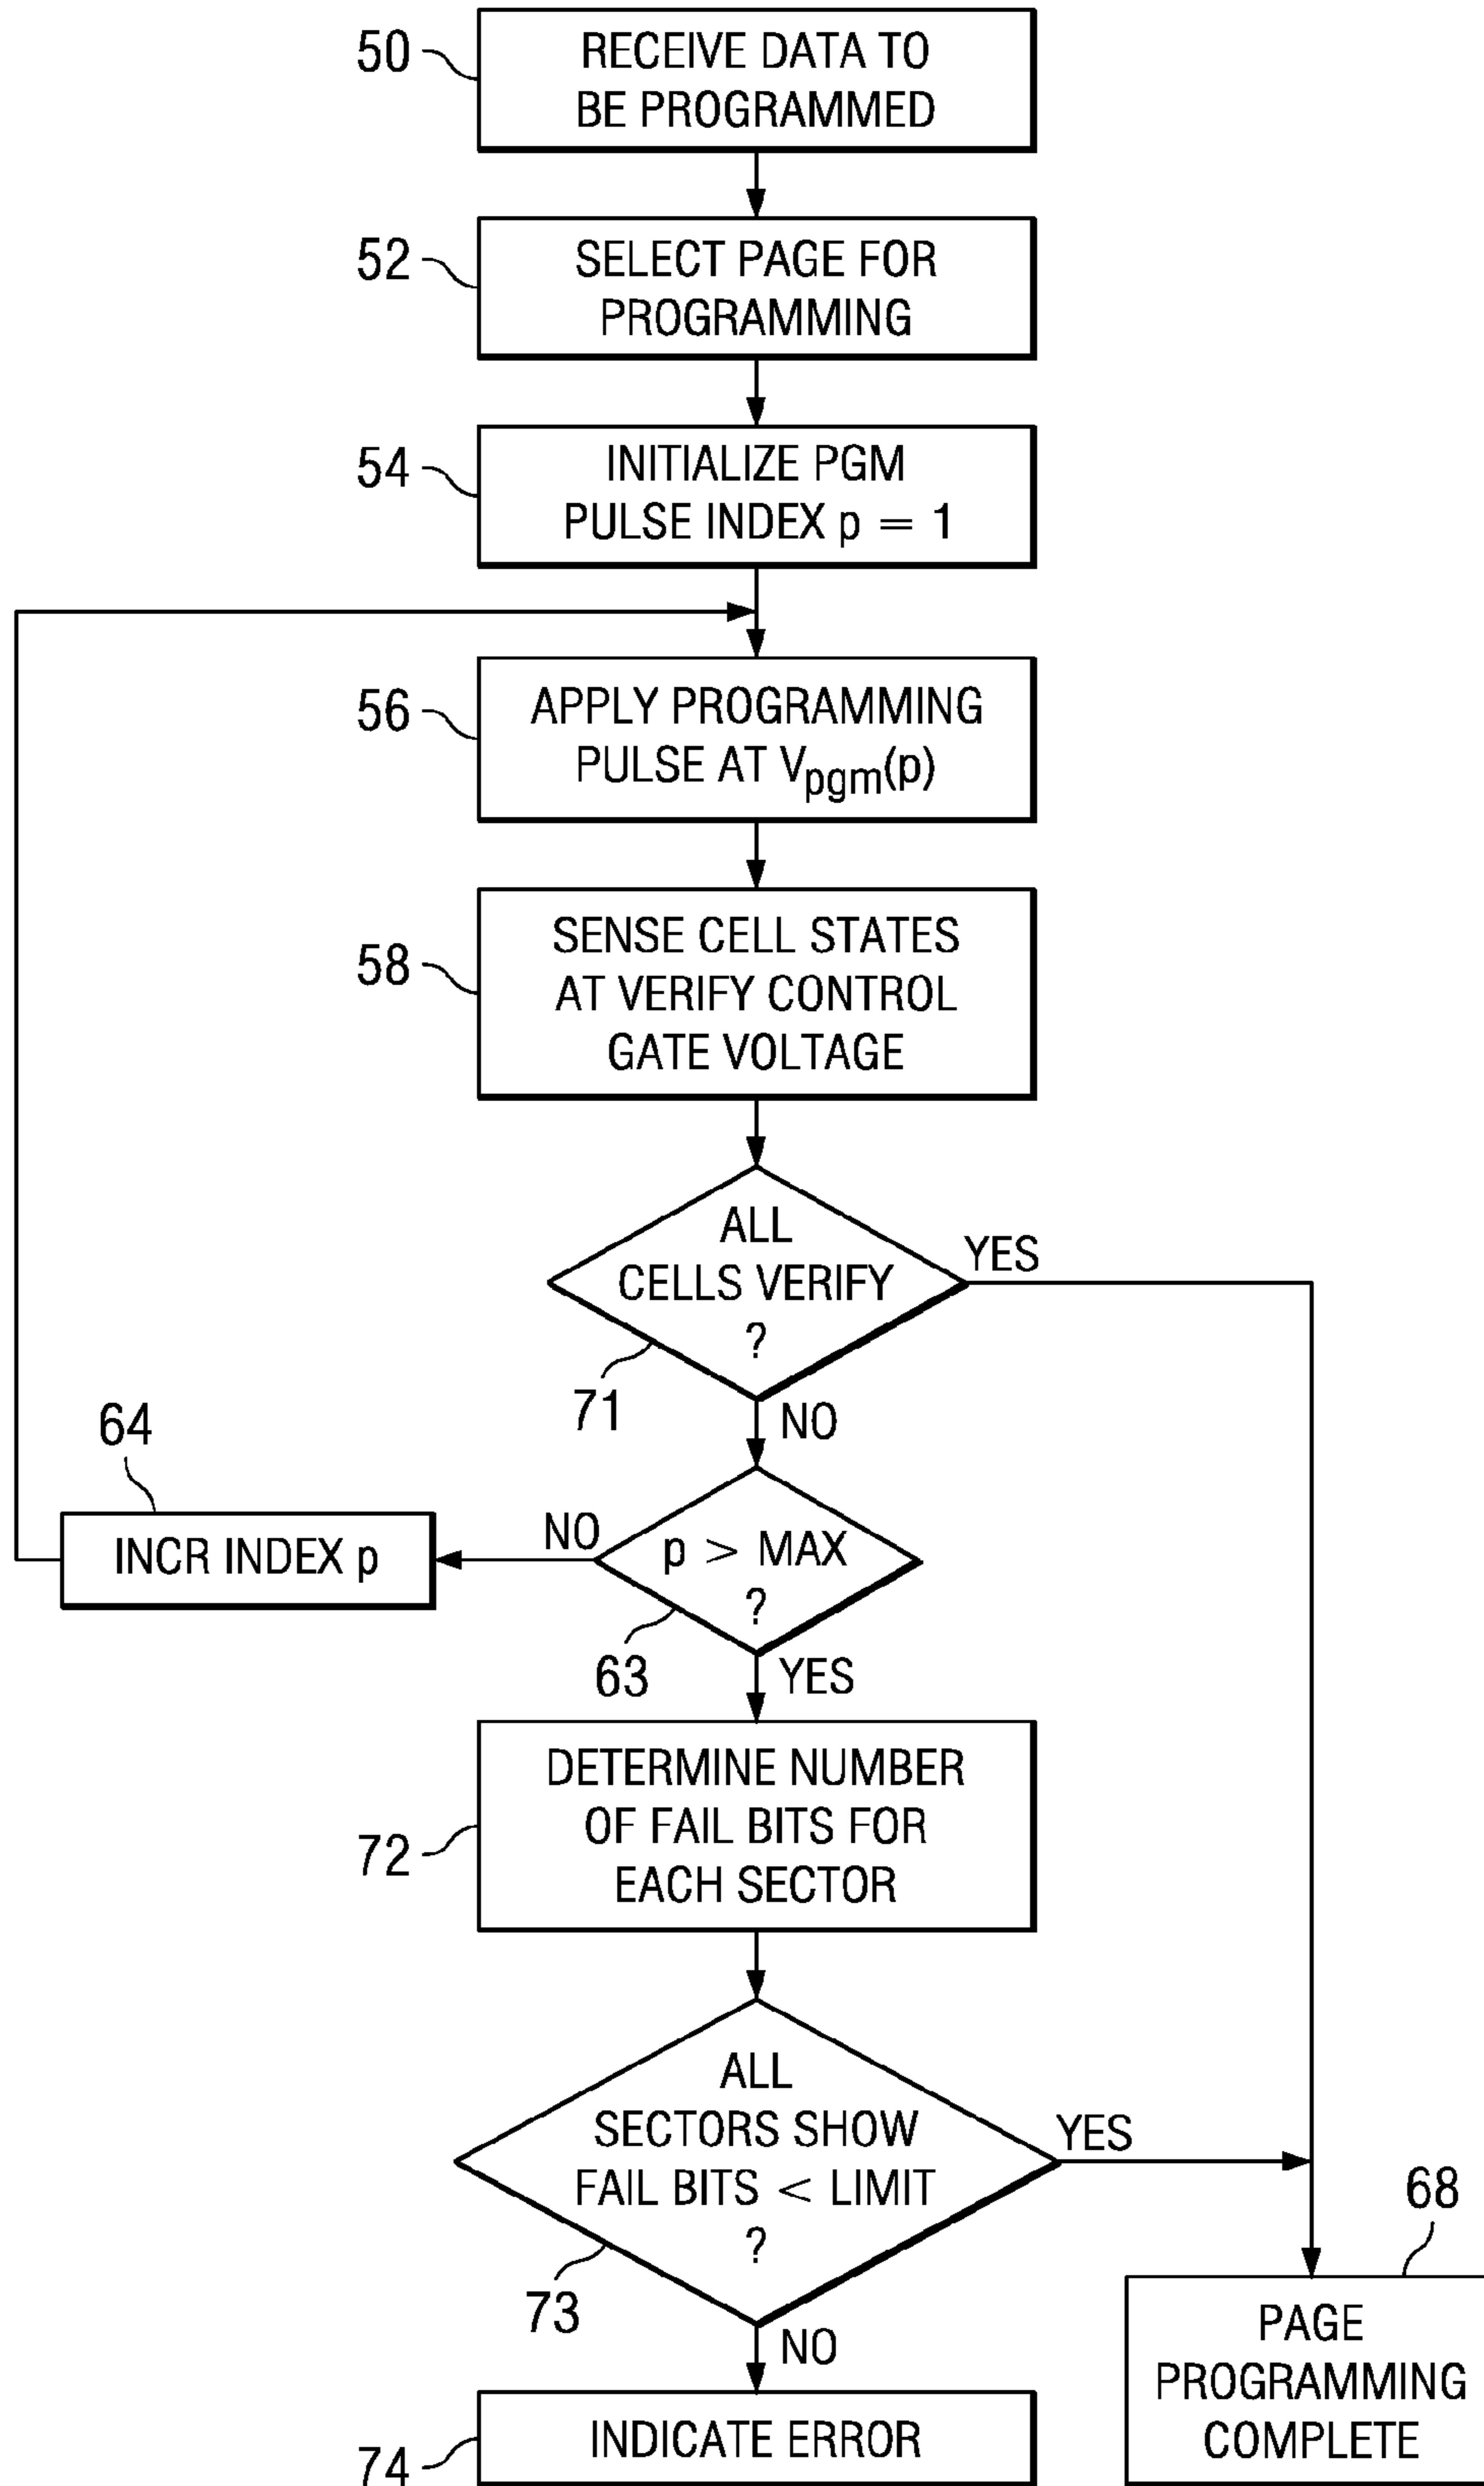 50
RECEIVE DATA TO
BE PROGRAMMED
52
SELECT PAGE FOR
PROGRAMMING
54
INITIALIZE PGM
PULSE INDEX p = 1
56
APPLY PROGRAMMING
PULSE AT Vpgm(p)
58
SENSE CELL STATES
AT VERIFY CONTROL
GATE VOLTAGE
ALL
CELLS VERIFY
?
YES
71
NO
64
INCR INDEX p
NO
p > MAX
?
63
YES
72
DETERMINE NUMBER
OF FAIL BITS FOR
EACH SECTOR
ALL
SECTORS SHOW
FAIL BITS < LIMIT
?
YES
73
NO
68
PAGE
PROGRAMMING
COMPLETE
74
INDICATE ERROR